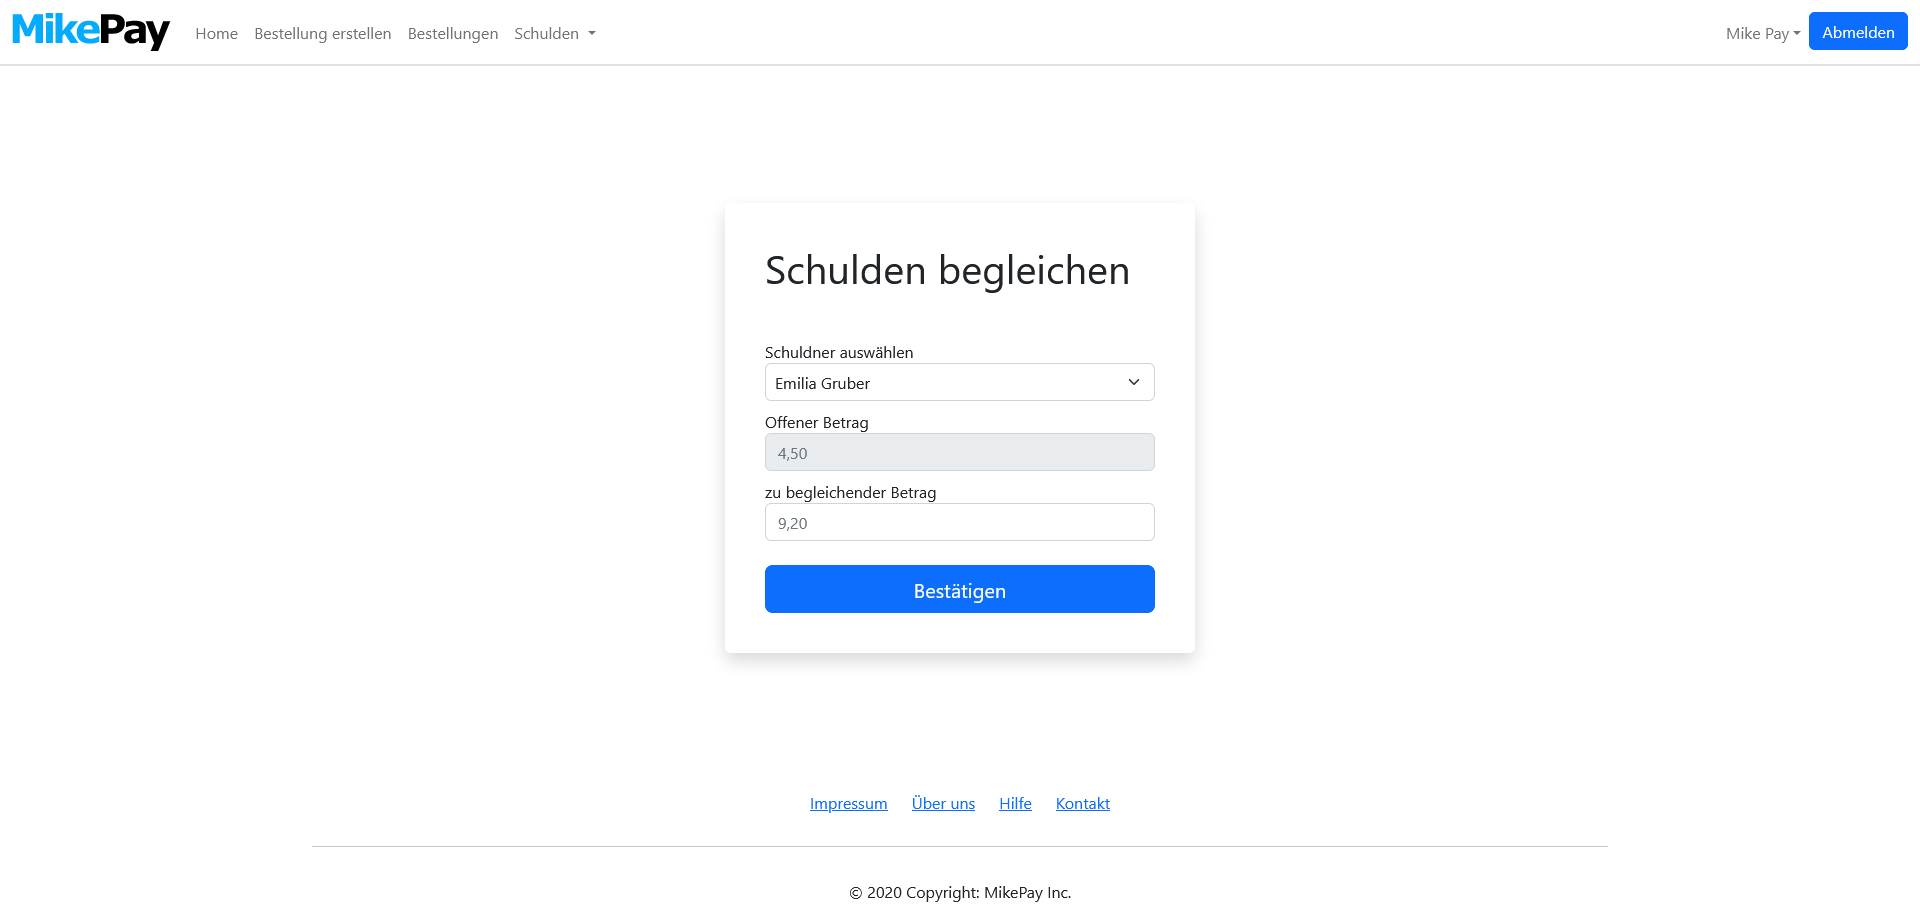 MikePay Home Bestellung erstellen Bestellungen Schulden Mike Pay Abmelden
Schulden begleichen
Schuldner auswählen
Emilia Gruber
Offener Betrag
4,50
zu begleichender Betrag
9,20
Bestätigen
Impressum Über uns Hilfe Kontakt
© 2020 Copyright: MikePay Inc.